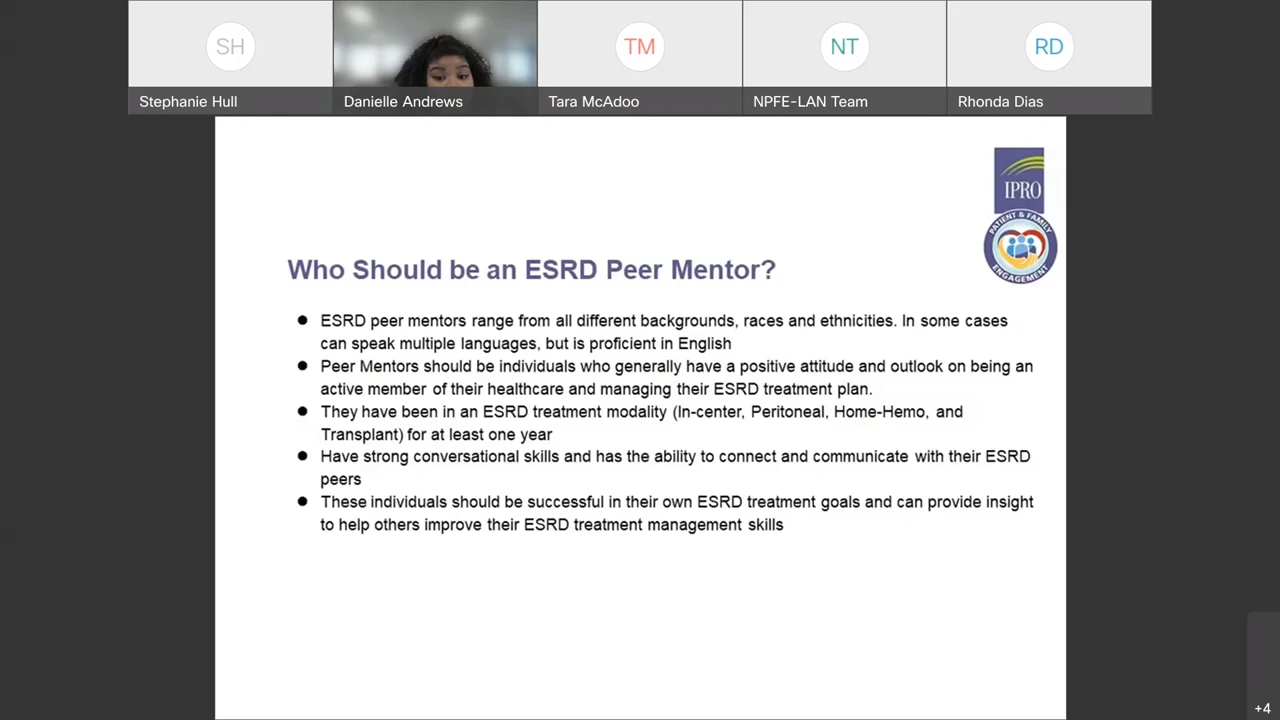 SH
TM
NT
RD
Stephanie Hull
Danielle Andrews
Tara McAdoo
NPFE-LAN Team
Rhonda Dias
IPRO
PATIENT & FAMILY
ENGAGEMENT
Who Should be an ESRD Peer Mentor?
● ESRD peer mentors range from all different backgrounds, races and ethnicities. In some cases
can speak multiple languages, but is proficient in English
● Peer Mentors should be individuals who generally have a positive attitude and outlook on being an
active member of their healthcare and managing their ESRD treatment plan.
● They have been in an ESRD treatment modality (In-center, Peritoneal, Home-Hemo, and
Transplant) for at least one year
● Have strong conversational skills and has the ability to connect and communicate with their ESRD
peers
● These individuals should be successful in their own ESRD treatment goals and can provide insight
to help others improve their ESRD treatment management skills
+4